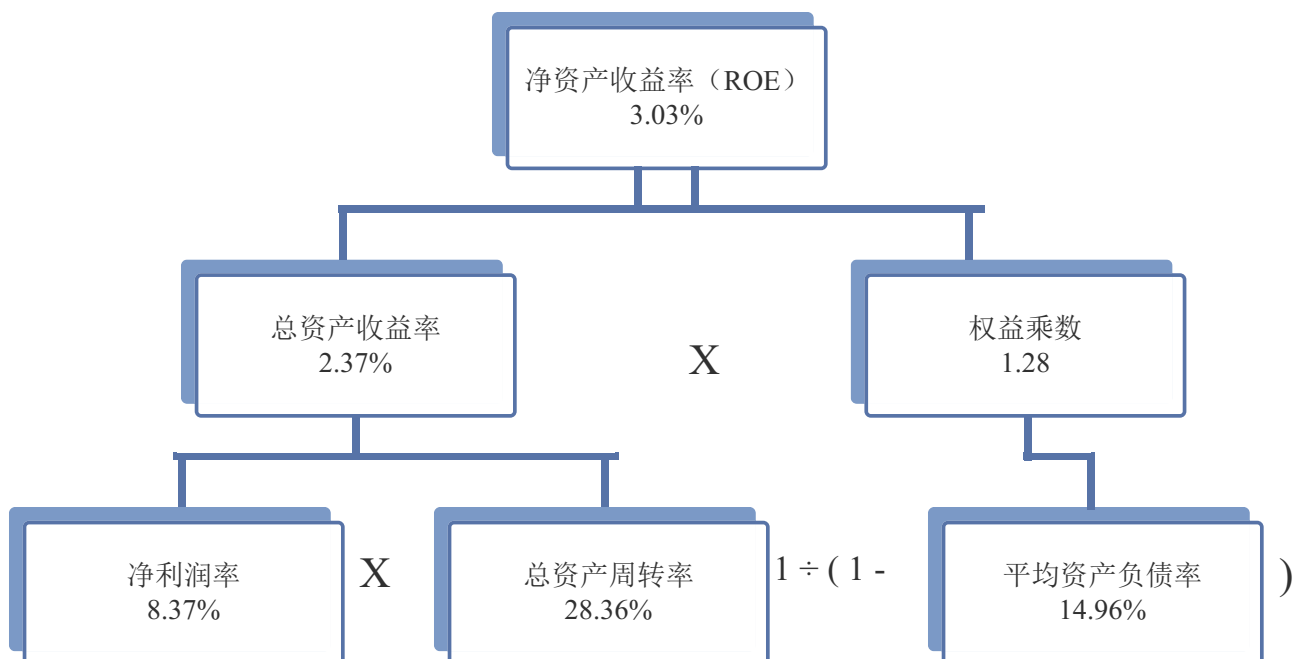 净资产收益率（ROE）
3.03%
总资产收益率
2.37%
X
权益乘数
1.28
净利润率
8.37%
X
总资产周转率
28.36%
1 ÷ ( 1 -
平均资产负债率
14.96%
)